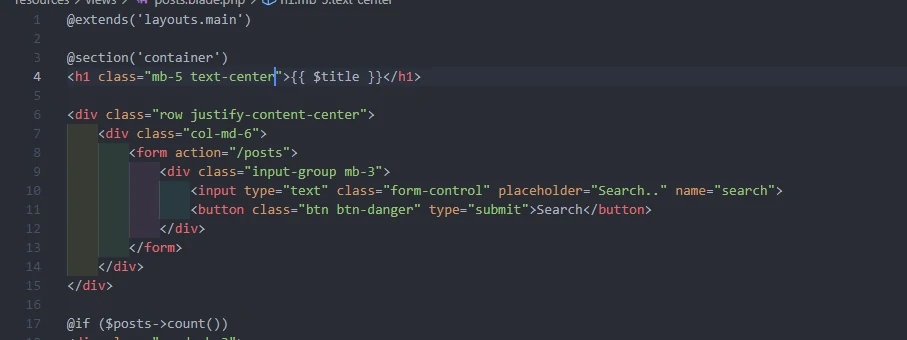 resources > views > posts.blade.php > h1.mb-5.text-center
1 @extends('layouts.main')
2
3 @section('container')
4 <h1 class="mb-5 text-center">{{ $title }}</h1>
5
6 <div class="row justify-content-center">
7 <div class="col-md-6">
8 <form action="/posts">
9 <div class="input-group mb-3">
10 <input type="text" class="form-control" placeholder="Search.." name="search">
11 <button class="btn btn-danger" type="submit">Search</button>
12 </div>
13 </form>
14 </div>
15 </div>
16
17 @if ($posts->count())
18